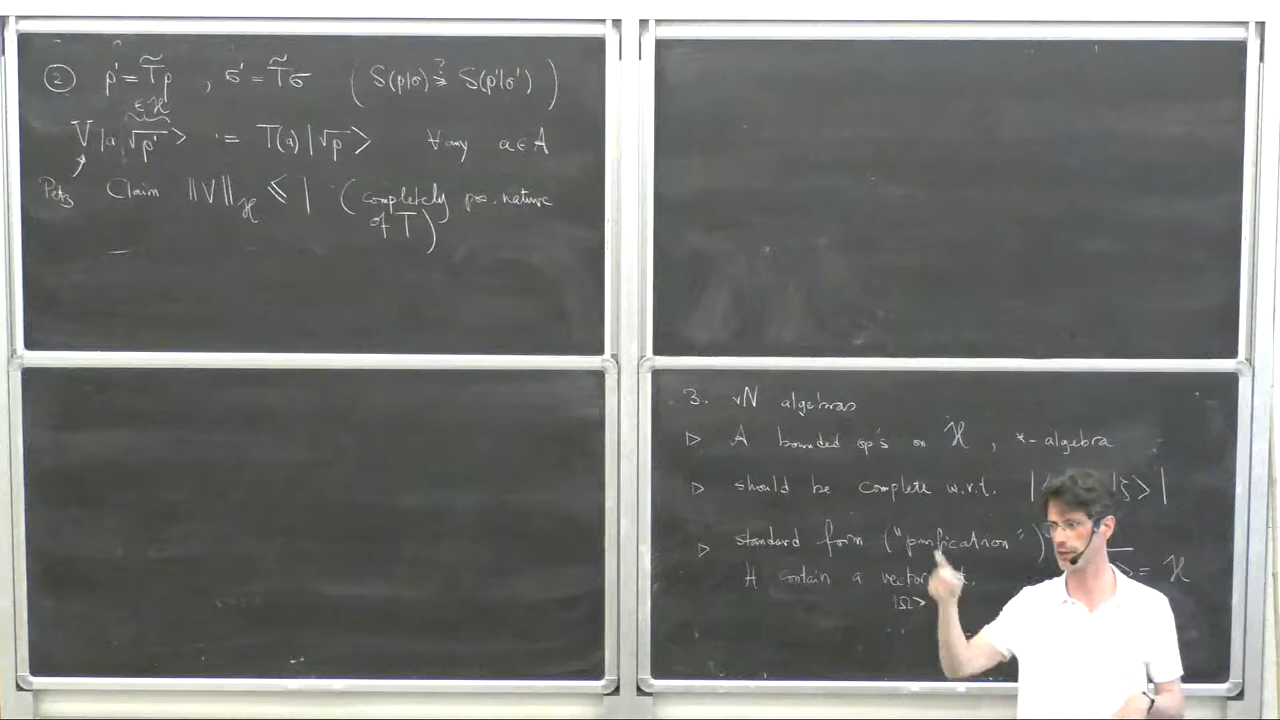 ② ρ' = T̃ρ , σ' = T̃σ ( S(ρ|σ) ≥? S(ρ'|σ') )
∈ ℋ
V |a √ρ'> := T(a) |√ρ> ∀ any a∈A
Petz Claim ‖V‖_ℋ ≤ 1 ( completely pos. nature
of T )
3. vN algebras
▷ A bounded op's on ℋ , *-algebra
▷ should be complete w.r.t. |< |ζ>|
▷ standard form ("purification")
ℋ contain a vector > = ℋ
|Ω>